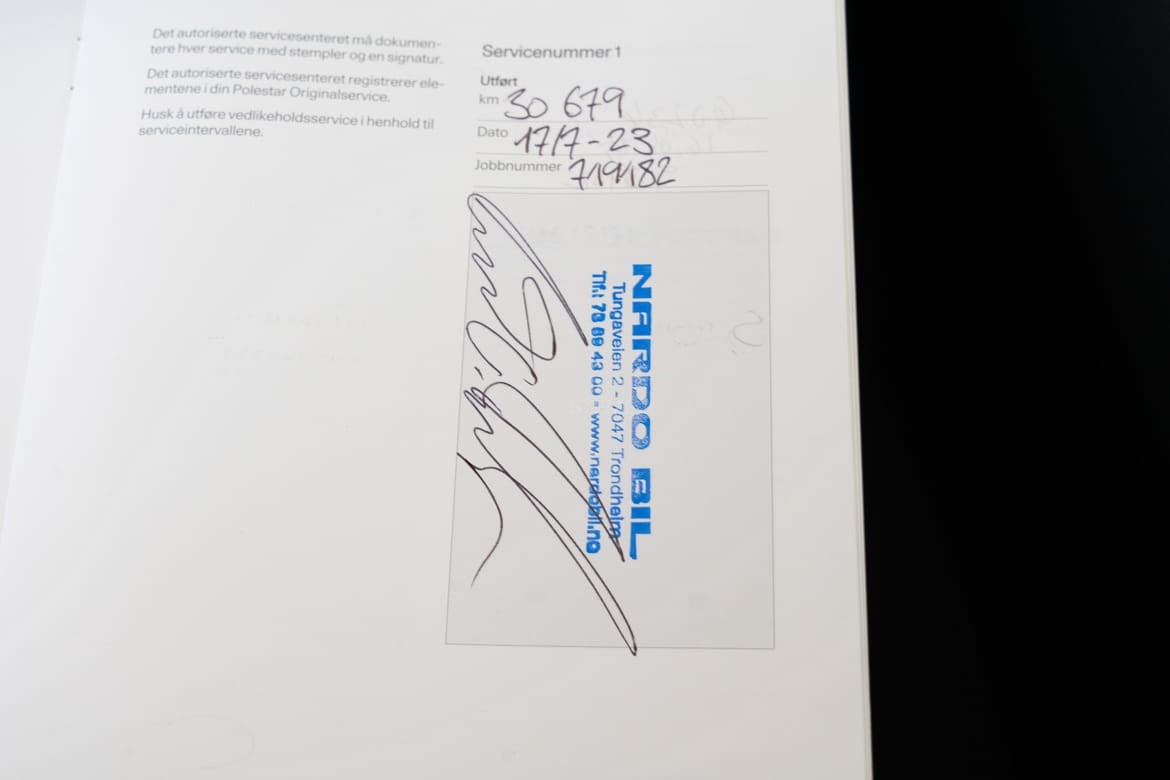 Det autoriserte servicesenteret må dokumen-
tere hver service med stempler og en signatur.
Det autoriserte servicesenteret registrerer ele-
mentene i din Polestar Originalservice.
Husk å utføre vedlikeholdsservice i henhold til
serviceintervallene.
Servicenummer 1
Utført
km 30 679
Dato 17/7-23
Jobbnummer 719182
NARDO BIL
Tungaveien 2 - 7047 Trondheim
Tlf.: 73 89 43 00 - www.nardobil.no